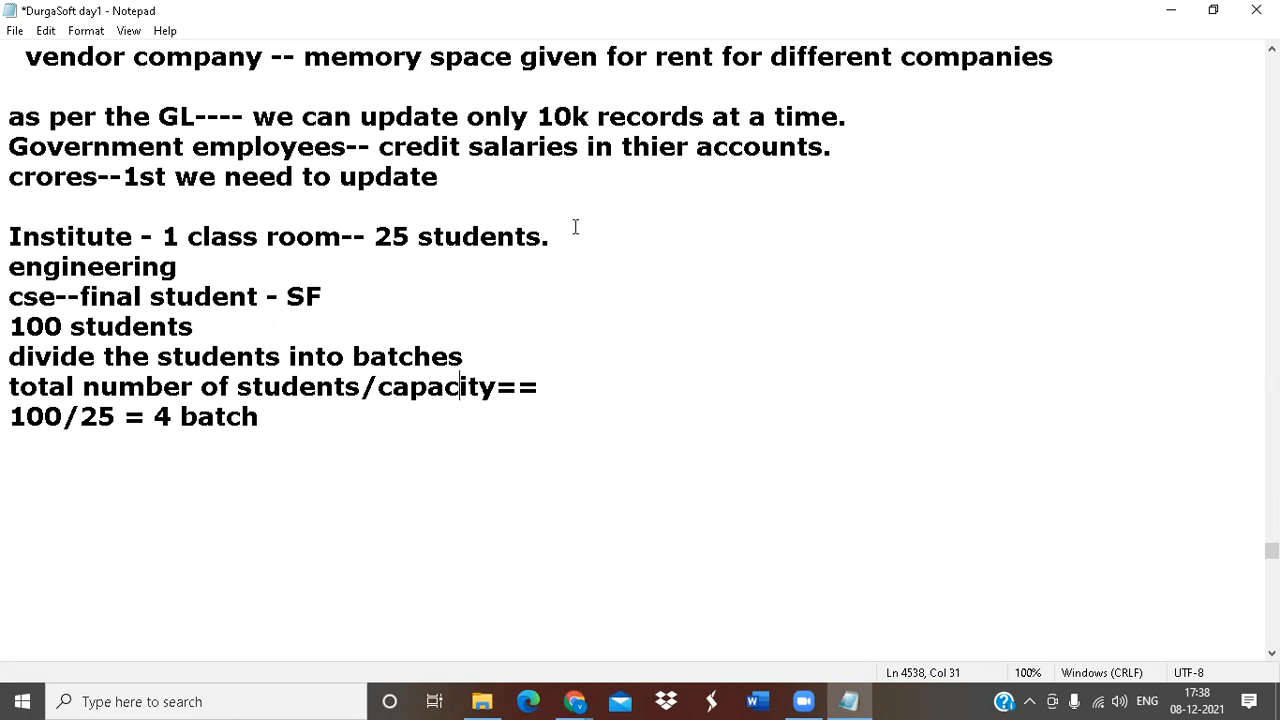 *DurgaSoft day1 - Notepad
File Edit Format View Help
vendor company -- memory space given for rent for different companies
as per the GL---- we can update only 10k records at a time.
Government employees-- credit salaries in thier accounts.
crores--1st we need to update
Institute - 1 class room-- 25 students.
engineering
cse--final student - SF
100 students
divide the students into batches
total number of students/capacity==
100/25 = 4 batch
Ln 4538, Col 31 100% Windows (CRLF) UTF-8
Type here to search
ENG
17:38
08-12-2021